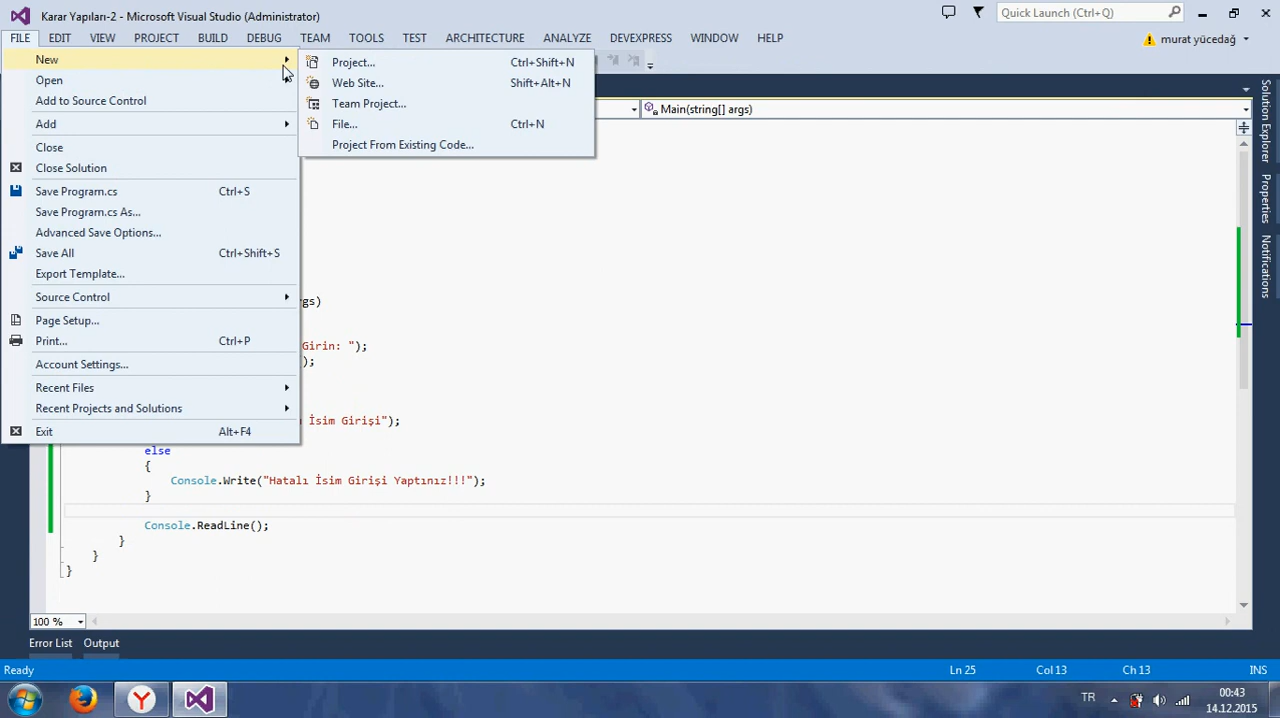 Karar Yapıları-2 - Microsoft Visual Studio (Administrator)
Quick Launch (Ctrl+Q)
FILE EDIT VIEW PROJECT BUILD DEBUG TEAM TOOLS TEST ARCHITECTURE ANALYZE DEVEXPRESS WINDOW HELP
murat yücedağ
New
Open
Add to Source Control
Add
Close
Close Solution
Save Program.cs Ctrl+S
Save Program.cs As...
Advanced Save Options...
Save All Ctrl+Shift+S
Export Template...
Source Control
Page Setup...
Print... Ctrl+P
Account Settings...
Recent Files
Recent Projects and Solutions
Exit Alt+F4
Project... Ctrl+Shift+N
Web Site... Shift+Alt+N
Team Project...
File... Ctrl+N
Project From Existing Code...
Main(string[] args)
gs)
Girin: ");
);
İsim Girişi");
else
{
Console.Write("Hatalı İsim Girişi Yaptınız!!!");
}
Console.ReadLine();
}
}
}
Solution Explorer
Properties
Notifications
100 %
Error List Output
Ready Ln 25 Col 13 Ch 13 INS
TR
00:43
14.12.2015